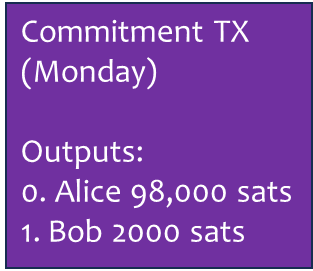 Commitment TX
(Monday)
Outputs:
0. Alice 98,000 sats
1. Bob 2000 sats